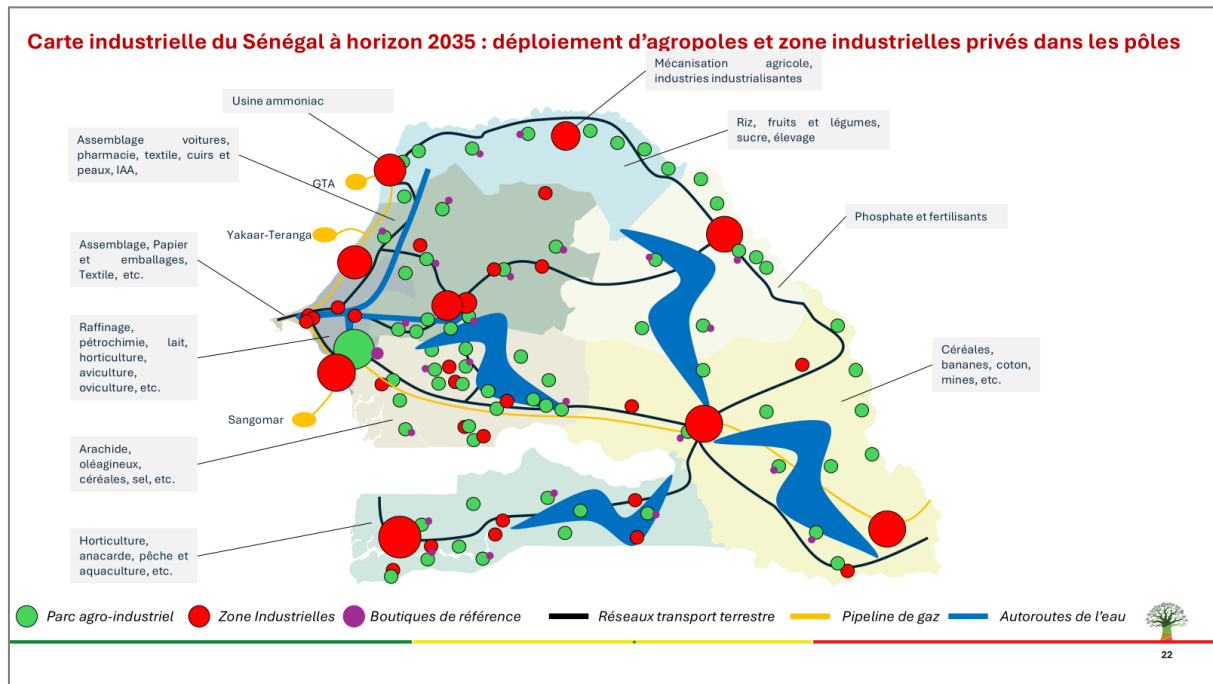 Carte industrielle du Sénégal à horizon 2035 : déploiement d'agropoles et zone industrielles privés dans les pôles
Mécanisation agricole,
industries industrialisantes
Usine ammoniac
Riz, fruits et légumes,
sucre, élevage
Assemblage voitures,
pharmacie, textile, cuirs et
peaux, IAA,
GTA
Phosphate et fertilisants
Yakaar-Teranga
Assemblage, Papier
et emballages,
Textile, etc.
Raffinage,
pétrochimie, lait,
horticulture,
aviculture,
oviculture, etc.
Céréales,
bananes, coton,
mines, etc.
Sangomar
Arachide,
oléagineux,
céréales, sel, etc.
Horticulture,
anacarde, pêche et
aquaculture, etc.
Parc agro-industriel
Zone Industrielles
Boutiques de référence
Réseaux transport terrestre
Pipeline de gaz
Autoroutes de l'eau
22